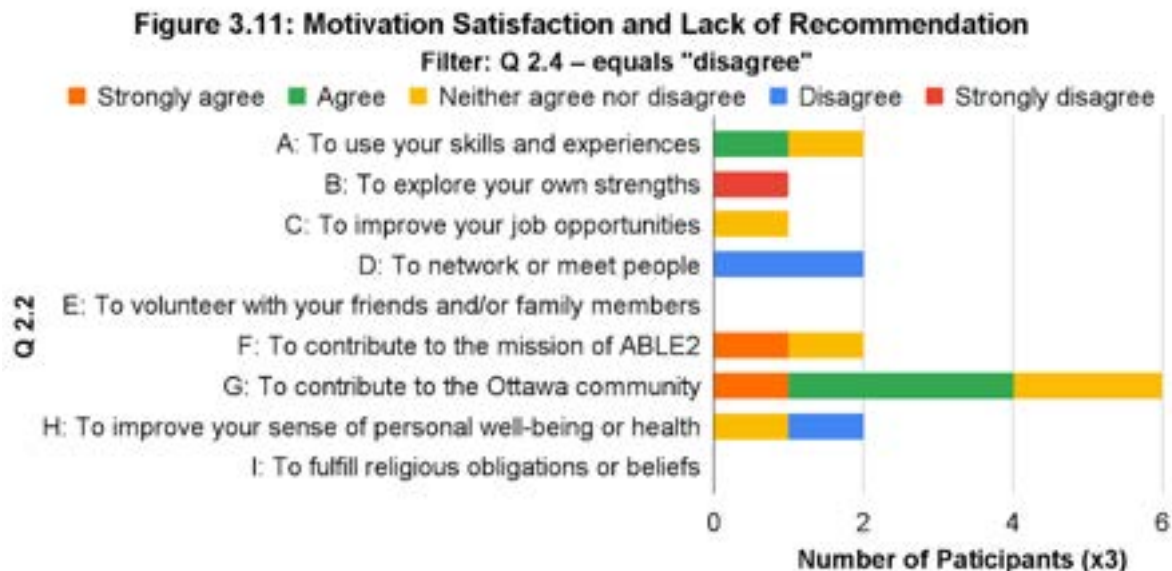 Figure 3.11: Motivation Satisfaction and Lack of Recommendation
Filter: Q 2.4 – equals "disagree"
Strongly agree Agree Neither agree nor disagree Disagree Strongly disagree
A: To use your skills and experiences
B: To explore your own strengths
C: To improve your job opportunities
D: To network or meet people
E: To volunteer with your friends and/or family members
F: To contribute to the mission of ABLE2
G: To contribute to the Ottawa community
H: To improve your sense of personal well-being or health
I: To fulfill religious obligations or beliefs
Q 2.2
0 2 4 6
Number of Paticipants (x3)